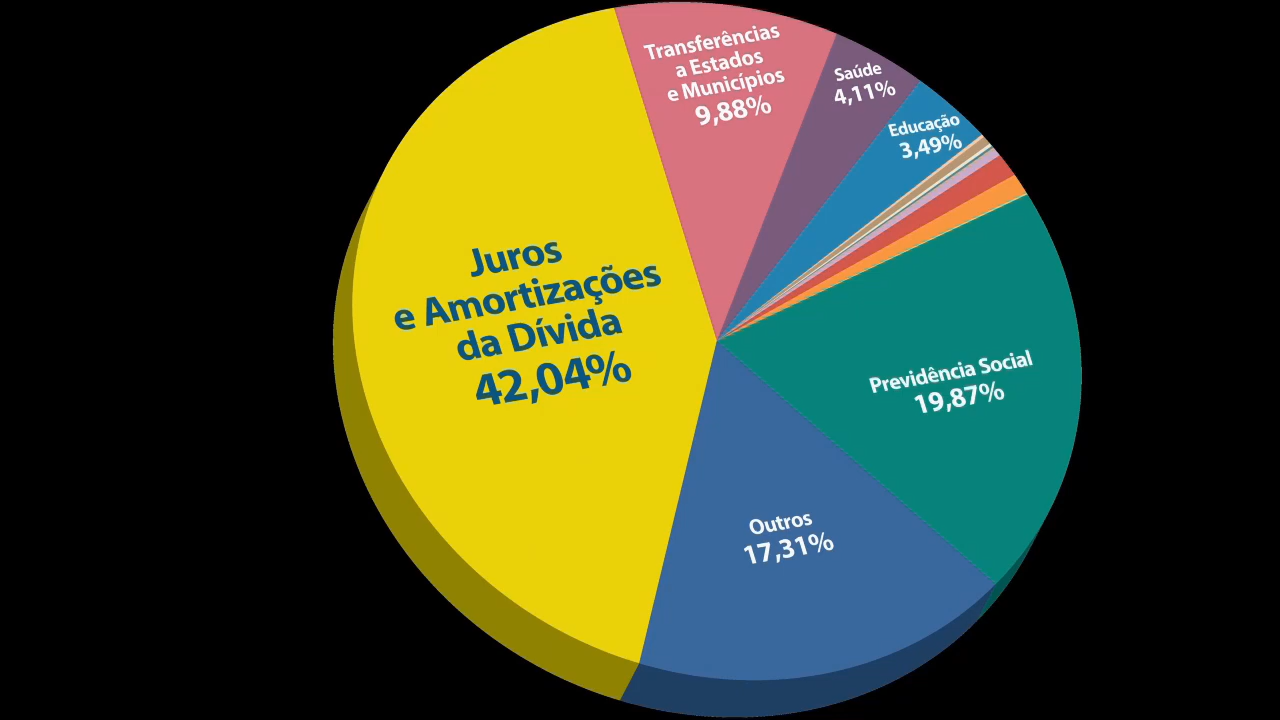 Transferências
a Estados
e Municípios
9,88%
Saúde
4,11%
Educação
3,49%
Juros
e Amortizações
da Dívida
42,04%
Previdência Social
19,87%
Outros
17,31%